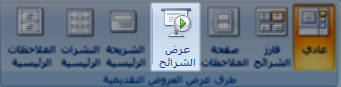 عادي
فارز
الشرائح
صفحة
الملاحظات
عرض
الشرائح
الشريحة
الرئيسية
النشرات
الرئيسية
الملاحظات
الرئيسية
طرق عرض العروض التقديمية